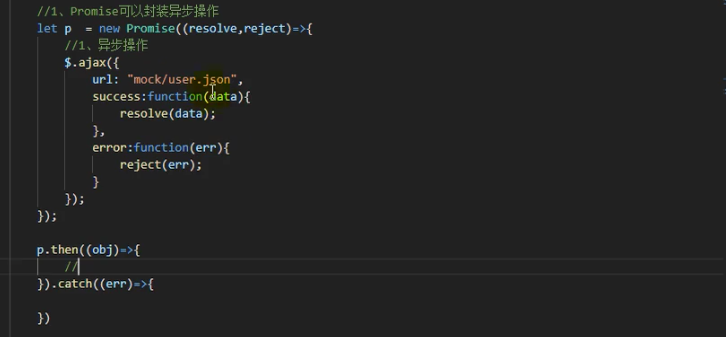 //1、Promise可以封装异步操作
let p  = new Promise((resolve,reject)=>{
    //1、异步操作
    $.ajax({
        url: "mock/user.json",
        success:function(data){
            resolve(data);
        },
        error:function(err){
            reject(err);
        }
    });
});
p.then((obj)=>{
    //
}).catch((err)=>{
})